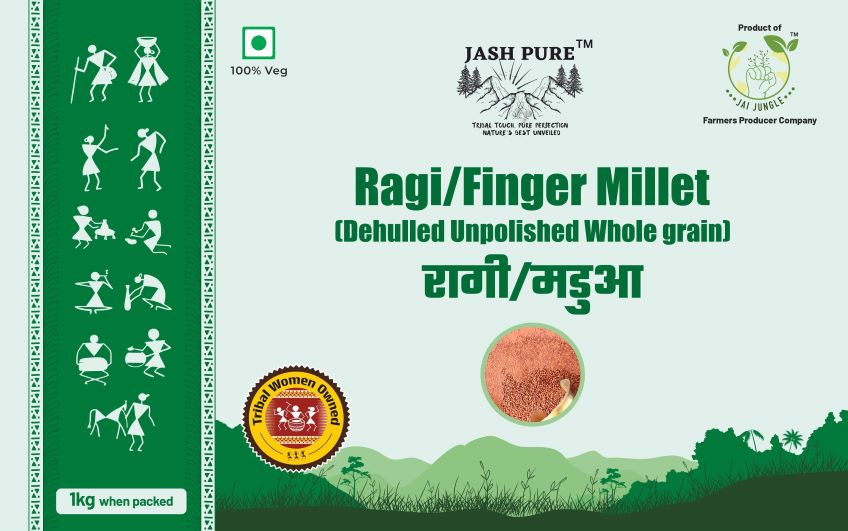 100% Veg
JASH PURE™
TRIBAL TOUCH, PURE PERFECTION
NATURE'S BEST UNVEILED
Product of
TM
JAI JUNGLE
Farmers Producer Company
Ragi/Finger Millet
(Dehulled Unpolished Whole grain)
रागी/मडुआ
Tribal Women Owned
1kg when packed